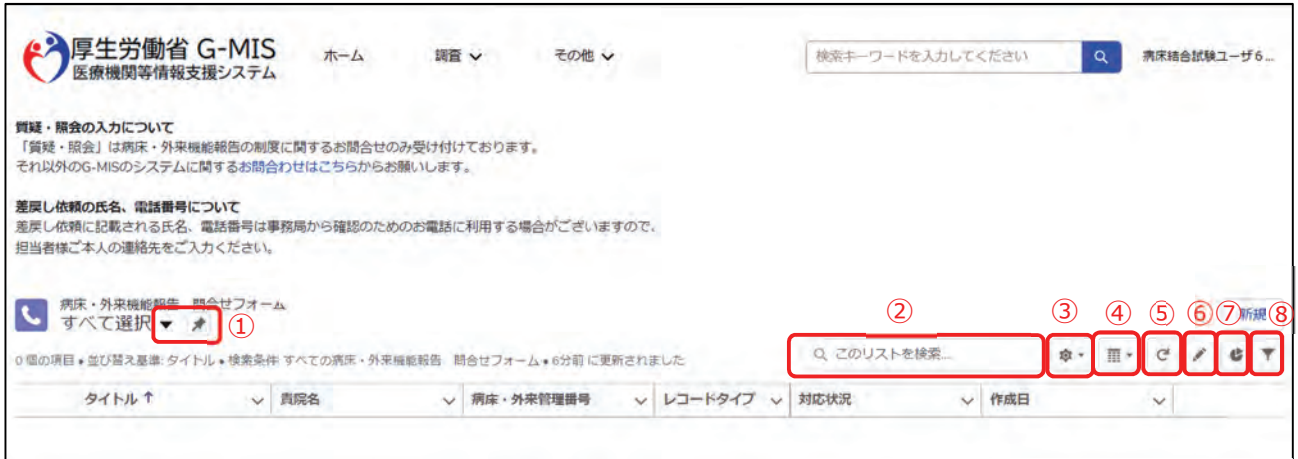 厚生労働省 G-MIS
医療機関等情報支援システム
ホーム
調査
その他
検索キーワードを入力してください
病床結合試験ユーザ6...
質疑・照会の入力について
「質疑・照会」は病床・外来機能報告の制度に関するお問合せのみ受け付けております。
それ以外のG-MISのシステムに関するお問合わせはこちらからお願いします。
差戻し依頼の氏名、電話番号について
差戻し依頼に記載される氏名、電話番号は事務局から確認のためのお電話に利用する場合がございますので、
担当者様ご本人の連絡先をご入力ください。
病床・外来機能報告 問合せフォーム
すべて選択 ▼
①
②
③
④
⑤
⑥
⑦
⑧
新規
0 個の項目 • 並び替え基準: タイトル • 検索条件 すべての病床・外来機能報告 問合せフォーム • 6分前 に更新されました
このリストを検索...
タイトル ↑
貴院名
病床・外来管理番号
レコードタイプ
対応状況
作成日